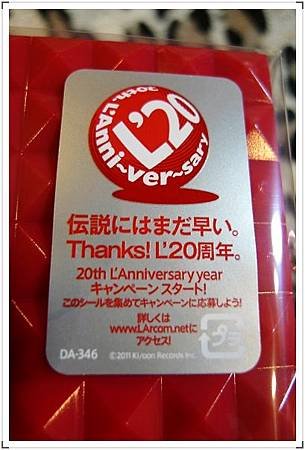 20th L'Anni~ver~sary
L'20
伝説にはまだ早い。
Thanks! L'20周年。
20th L'Anniversary year
キャンペーン スタート!
このシールを集めてキャンペーンに応募しよう!
詳しくは
www.LArcom.netに
アクセス!
プラ
DA-346
©2011 Ki/oon Records Inc.